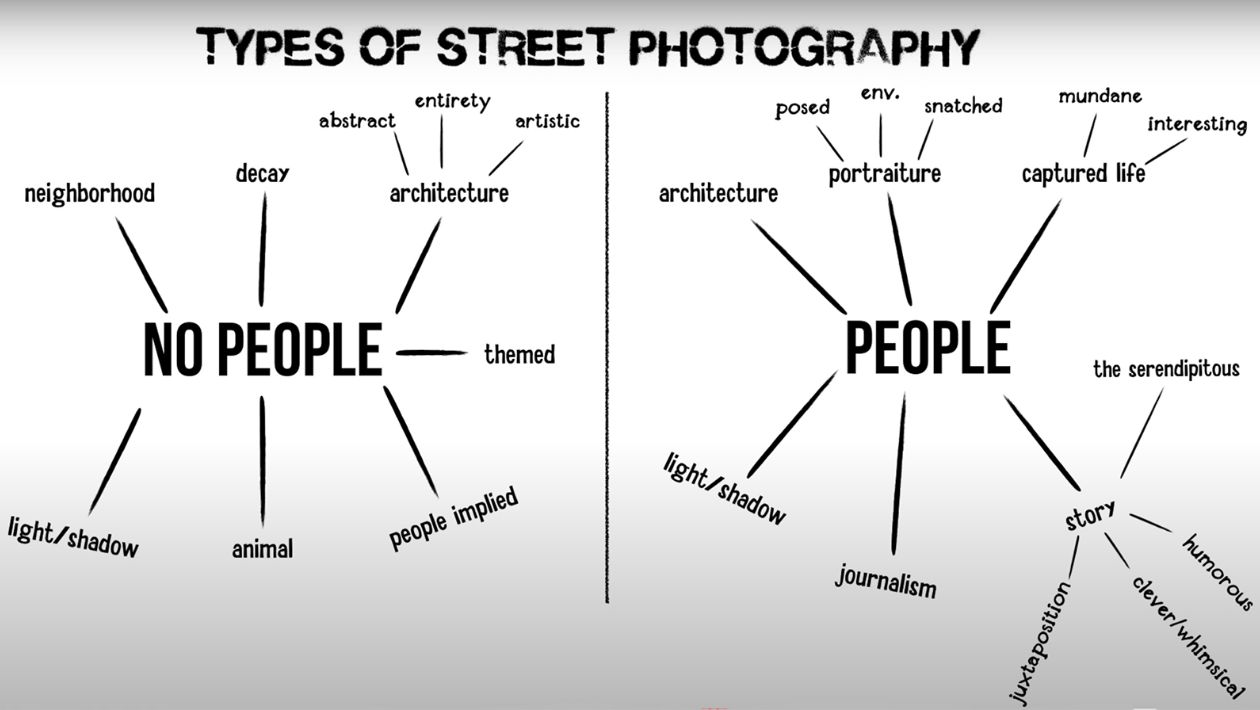 TYPES OF STREET PHOTOGRAPHY
abstract
entirety
artistic
neighborhood
decay
architecture
NO PEOPLE
themed
light/shadow
animal
people implied
posed
env.
snatched
mundane
interesting
architecture
portraiture
captured life
PEOPLE
the serendipitous
light/shadow
journalism
story
humorous
clever/whimsical
juxtaposition